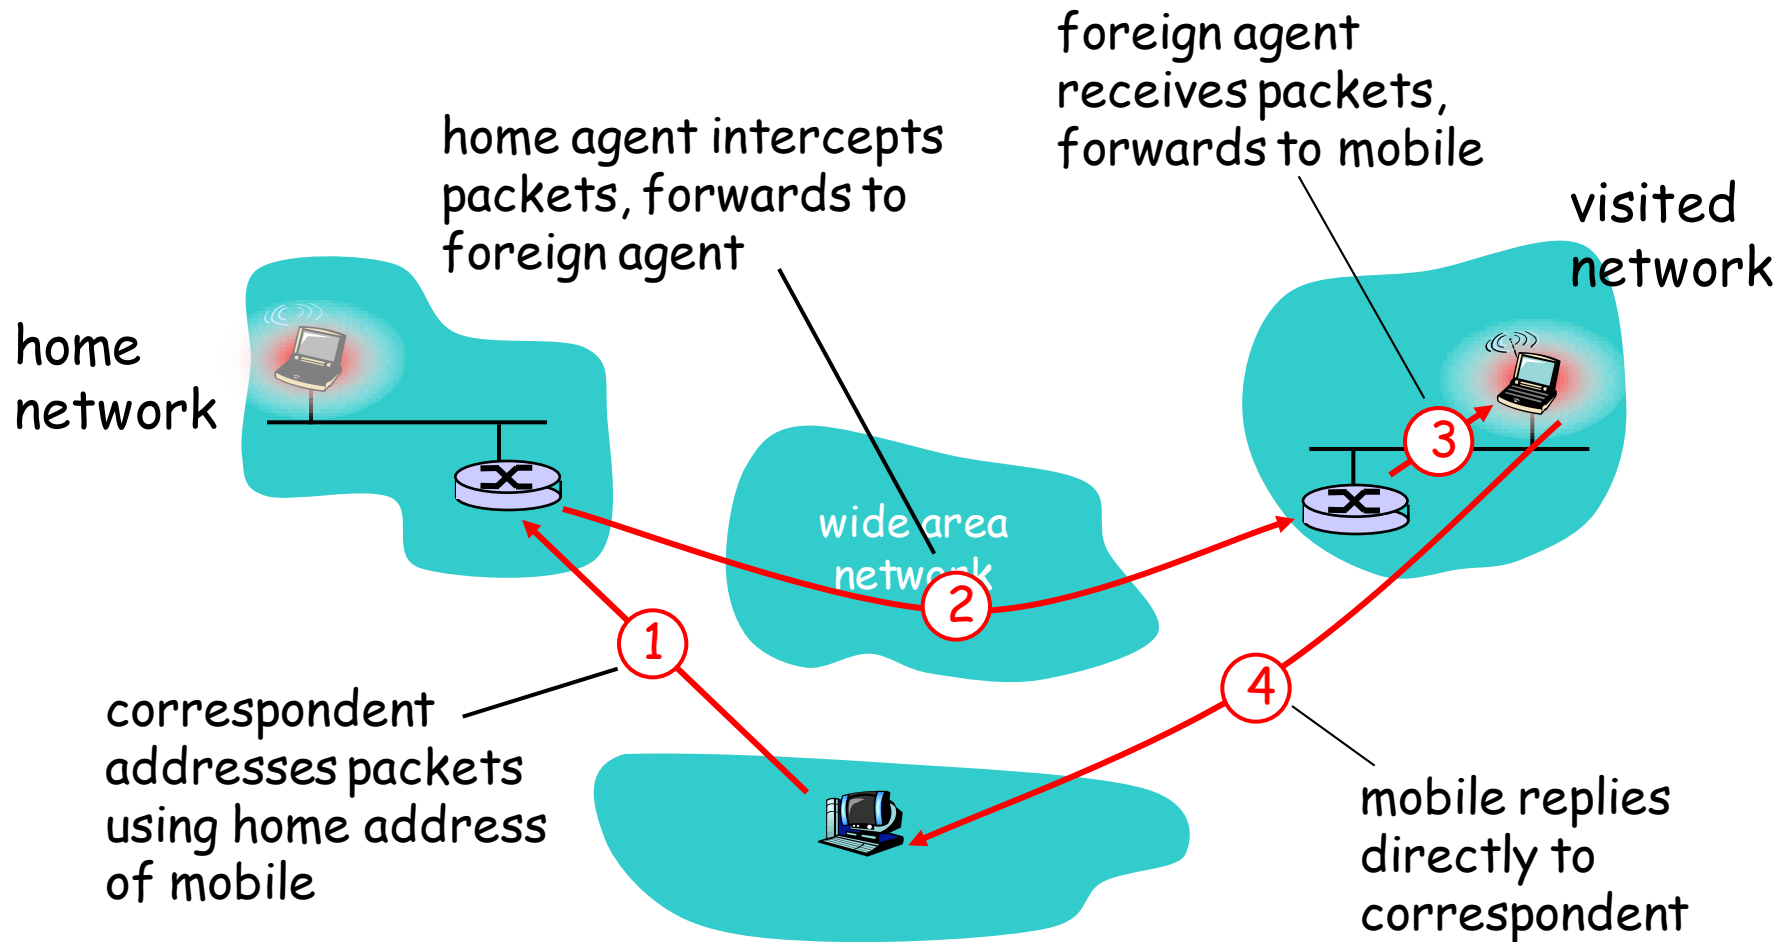 foreign agent
receives packets,
forwards to mobile
home agent intercepts
packets, forwards to
foreign agent
visited
network
home
network
wide area
network
1
2
3
4
correspondent
addresses packets
using home address
of mobile
mobile replies
directly to
correspondent